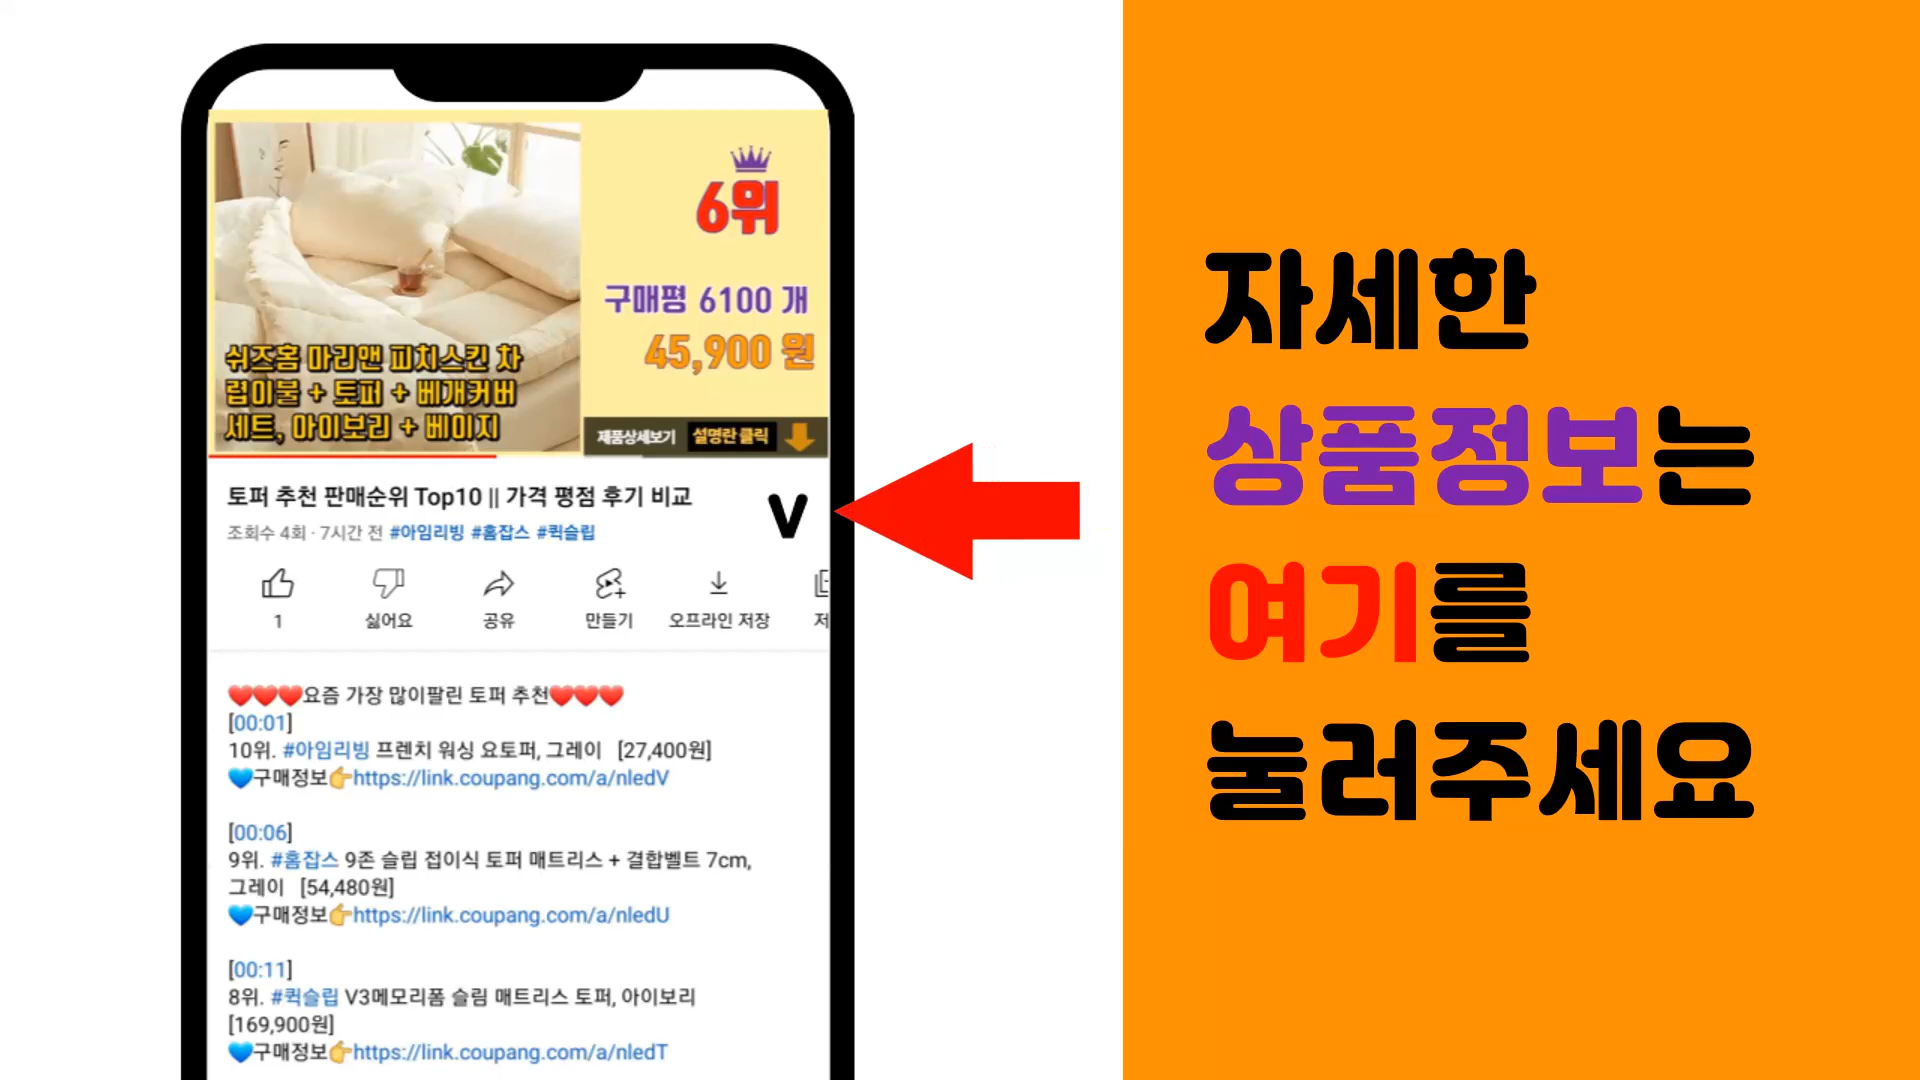 6위
구매평 6100 개
45,900 원
쉬즈홈 마리앤 피치스킨 차
렵이불 + 토퍼 + 베개커버
세트, 아이보리 + 베이지
제품상세보기 설명란 클릭
토퍼 추천 판매순위 Top10 || 가격 평점 후기 비교
V
조회수 4회 · 7시간 전 #아임리빙 #홈잡스 #퀵슬립
1 싫어요 공유 만들기 오프라인 저장 저
❤️❤️❤️요즘 가장 많이팔린 토퍼 추천❤️❤️❤️
[00:01]
10위. #아임리빙 프렌치 워싱 요토퍼, 그레이 [27,400원]
💙구매정보👉https://link.coupang.com/a/nledV
[00:06]
9위. #홈잡스 9존 슬립 접이식 토퍼 매트리스 + 결합벨트 7cm,
그레이 [54,480원]
💙구매정보👉https://link.coupang.com/a/nledU
[00:11]
8위. #퀵슬립 V3메모리폼 슬림 매트리스 토퍼, 아이보리
[169,900원]
💙구매정보👉https://link.coupang.com/a/nledT
자세한
상품정보는
여기를
눌러주세요